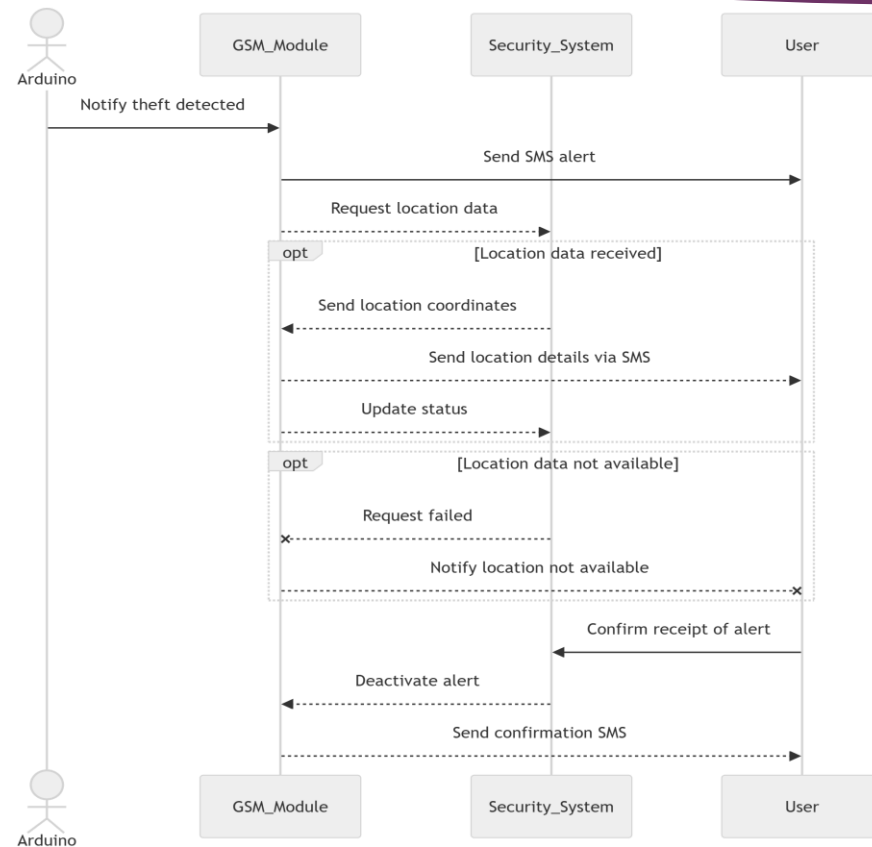 GSM_Module
Security_System
User
Arduino
Notify theft detected
Send SMS alert
Request location data
opt
[Location data received]
Send location coordinates
Send location details via SMS
Update status
opt
[Location data not available]
Request failed
Notify location not available
Confirm receipt of alert
Deactivate alert
Send confirmation SMS
GSM_Module
Security_System
User
Arduino